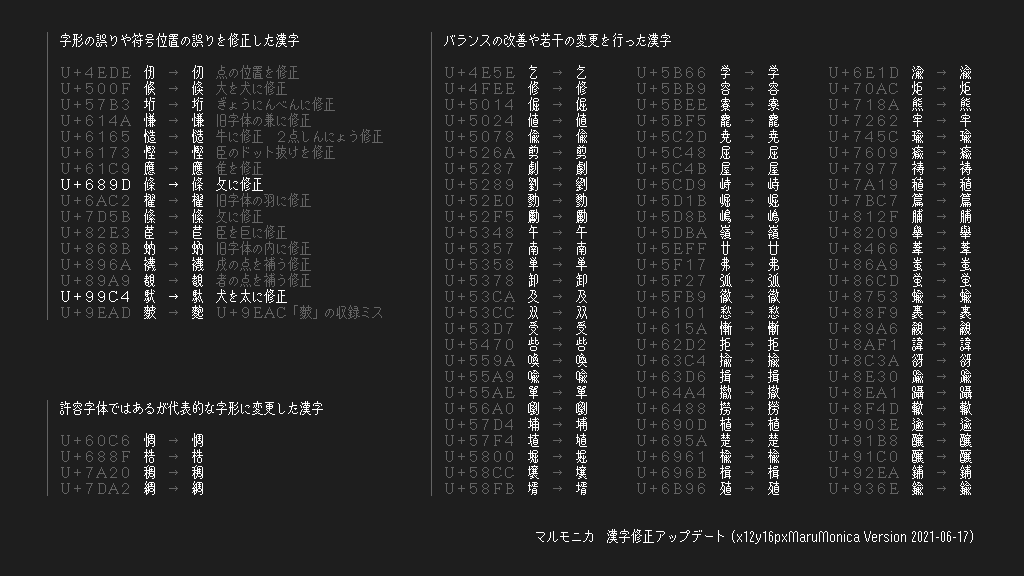 字形の誤りや符号位置の誤りを修正した漢字
U+4EDE 仞 → 仞 点の位置を修正
U+500F 倏 → 倏 大を犬に修正
U+57B3 垳 → 垳 ぎょうにんべんに修正
U+614A 慊 → 慊 旧字体の兼に修正
U+6165 慥 → 慥 牛に修正 2点しんにょう修正
U+6173 慳 → 慳 臣のドット抜けを修正
U+61C9 應 → 應 隹を修正
U+689D 條 → 條 攵に修正
U+6AC2 櫂 → 櫂 旧字体の羽に修正
U+7D5B 絛 → 絛 攵に修正
U+82E3 苣 → 苣 臣を巨に修正
U+868B 蚋 → 蚋 旧字体の内に修正
U+896A 襪 → 襪 戌の点を補う修正
U+89A9 覩 → 覩 者の点を補う修正
U+99C4 駄 → 駄 犬を太に修正
U+9EAD 麭 → 麭 U+9EAC「麬」の収録ミス
許容字体ではあるが代表的な字形に変更した漢字
U+60C6 惆 → 惆
U+688F 梏 → 梏
U+7A20 稠 → 稠
U+7DA2 綢 → 綢
バランスの改善や若干の変更を行った漢字
U+4E5E 乞 → 乞
U+4FEE 修 → 修
U+5014 倔 → 倔
U+5024 値 → 値
U+5078 偸 → 偸
U+526A 剪 → 剪
U+5287 劇 → 劇
U+5289 劉 → 劉
U+52E0 勠 → 勠
U+52F5 勵 → 勵
U+5348 午 → 午
U+5357 南 → 南
U+5358 単 → 単
U+5378 卸 → 卸
U+53CA 及 → 及
U+53CC 双 → 双
U+53D7 受 → 受
U+5470 呰 → 呰
U+559A 喚 → 喚
U+55A9 喩 → 喩
U+55AE 單 → 單
U+56A0 嚠 → 嚠
U+57D4 埔 → 埔
U+57F4 埴 → 埴
U+5800 堀 → 堀
U+58CC 壌 → 壌
U+58FB 壻 → 壻
U+5B66 学 → 学
U+5BB9 容 → 容
U+5BEE 寮 → 寮
U+5BF5 寵 → 寵
U+5C2D 尭 → 尭
U+5C48 屈 → 屈
U+5C4B 屋 → 屋
U+5CD9 峙 → 峙
U+5D1B 崛 → 崛
U+5D8B 嶋 → 嶋
U+5DBA 嶺 → 嶺
U+5EFF 廿 → 廿
U+5F17 弗 → 弗
U+5F27 弧 → 弧
U+5FB9 徹 → 徹
U+6101 愁 → 愁
U+615A 慚 → 慚
U+62D2 拒 → 拒
U+63C4 揄 → 揄
U+63D6 揖 → 揖
U+64A4 撤 → 撤
U+6488 撈 → 撈
U+690D 植 → 植
U+695A 楚 → 楚
U+6961 楡 → 楡
U+696B 楫 → 楫
U+6B96 殖 → 殖
U+6E1D 渝 → 渝
U+70AC 炬 → 炬
U+718A 熊 → 熊
U+7262 牢 → 牢
U+745C 瑜 → 瑜
U+7609 瘉 → 瘉
U+7977 祷 → 祷
U+7A19 稙 → 稙
U+7BC7 篇 → 篇
U+812F 脯 → 脯
U+8209 舉 → 舉
U+8466 葦 → 葦
U+86A9 蚩 → 蚩
U+86CD 蛍 → 蛍
U+8753 蝓 → 蝓
U+88F9 裹 → 裹
U+89A6 覦 → 覦
U+8AF1 諱 → 諱
U+8C3A 谺 → 谺
U+8E30 踰 → 踰
U+8EA1 躡 → 躡
U+8F4D 轍 → 轍
U+903E 逾 → 逾
U+91B8 醸 → 醸
U+91C0 釀 → 釀
U+92EA 鋪 → 鋪
U+936E 鍮 → 鍮
マルモニカ 漢字修正アップデート (x12y16pxMaruMonica Version 2021-06-17)